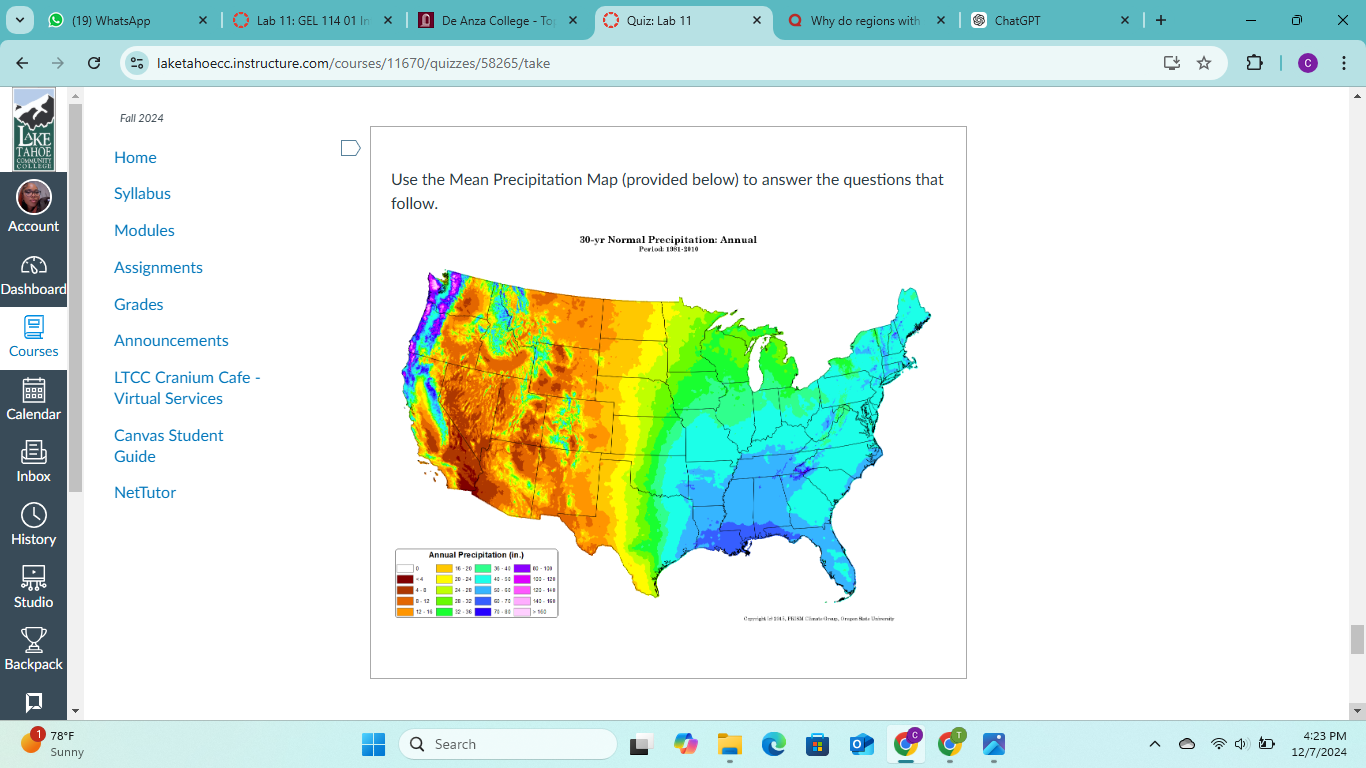 (19) WhatsApp
Lab 11: GEL 114 01 In
De Anza College - To
Quiz: Lab 11
Why do regions with
ChatGPT
laketahoecc.instructure.com/courses/11670/quizzes/58265/take
C
LAKE
TAHOE
COMMUNITY
COLLEGE
Account
Dashboard
Courses
Calendar
Inbox
History
Studio
Backpack
Fall 2024
Home
Syllabus
Modules
Assignments
Grades
Announcements
LTCC Cranium Cafe -
Virtual Services
Canvas Student
Guide
NetTutor
Use the Mean Precipitation Map (provided below) to answer the questions that
follow.
30-yr Normal Precipitation: Annual
Period: 1981-2010
Annual Precipitation (in.)
0
< 4
4 - 8
8 - 12
12 - 16
16 - 20
20 - 24
24 - 28
28 - 32
32 - 36
36 - 40
40 - 50
50 - 60
60 - 70
70 - 80
80 - 100
100 - 120
120 - 140
140 - 160
> 160
Copyright (c) 2015, PRISM Climate Group, Oregon State University
1
78°F
Sunny
Search
C
T
4:23 PM
12/7/2024